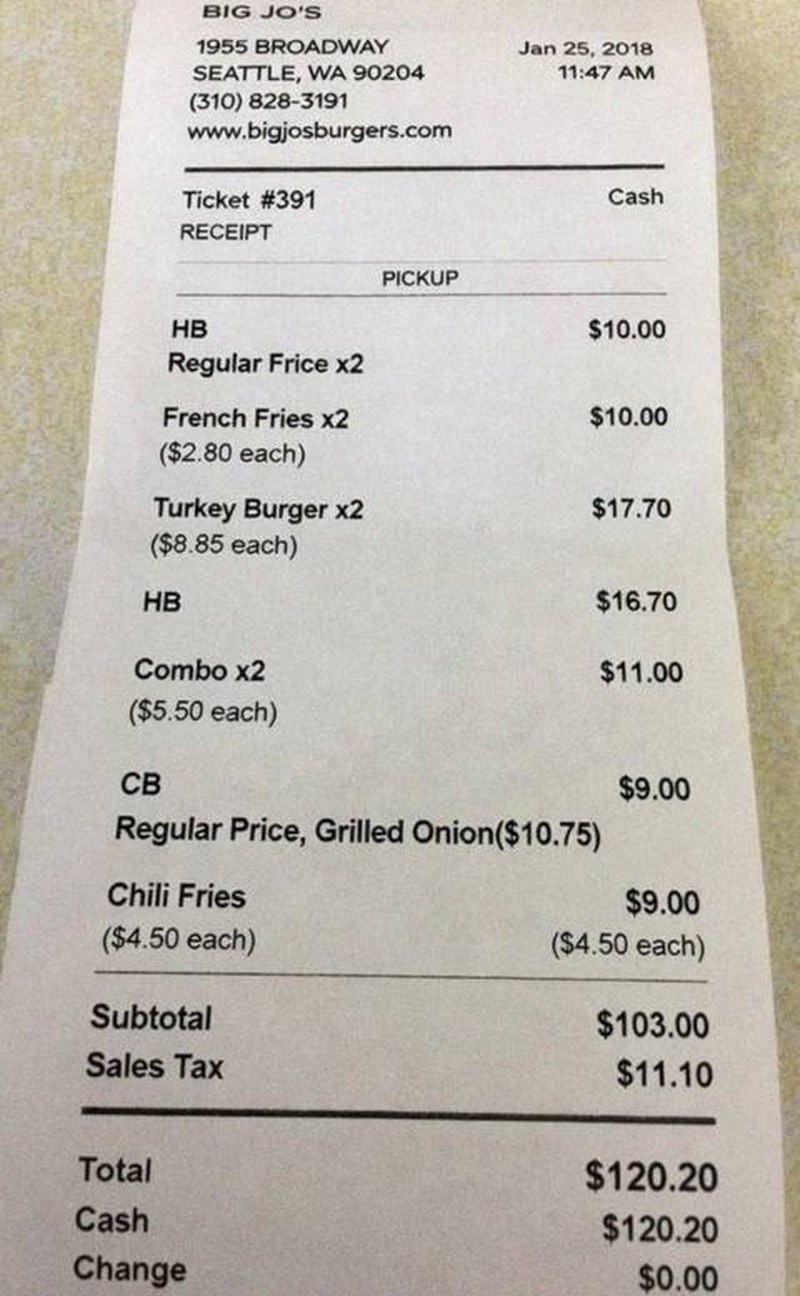 BIG JO'S
1955 BROADWAY Jan 25, 2018
SEATTLE, WA 90204 11:47 AM
(310) 828-3191
www.bigjosburgers.com
Ticket #391 Cash
RECEIPT
PICKUP
HB $10.00
Regular Frice x2
French Fries x2 $10.00
($2.80 each)
Turkey Burger x2 $17.70
($8.85 each)
HB $16.70
Combo x2 $11.00
($5.50 each)
CB $9.00
Regular Price, Grilled Onion($10.75)
Chili Fries $9.00
($4.50 each) ($4.50 each)
Subtotal $103.00
Sales Tax $11.10
Total $120.20
Cash $120.20
Change $0.00